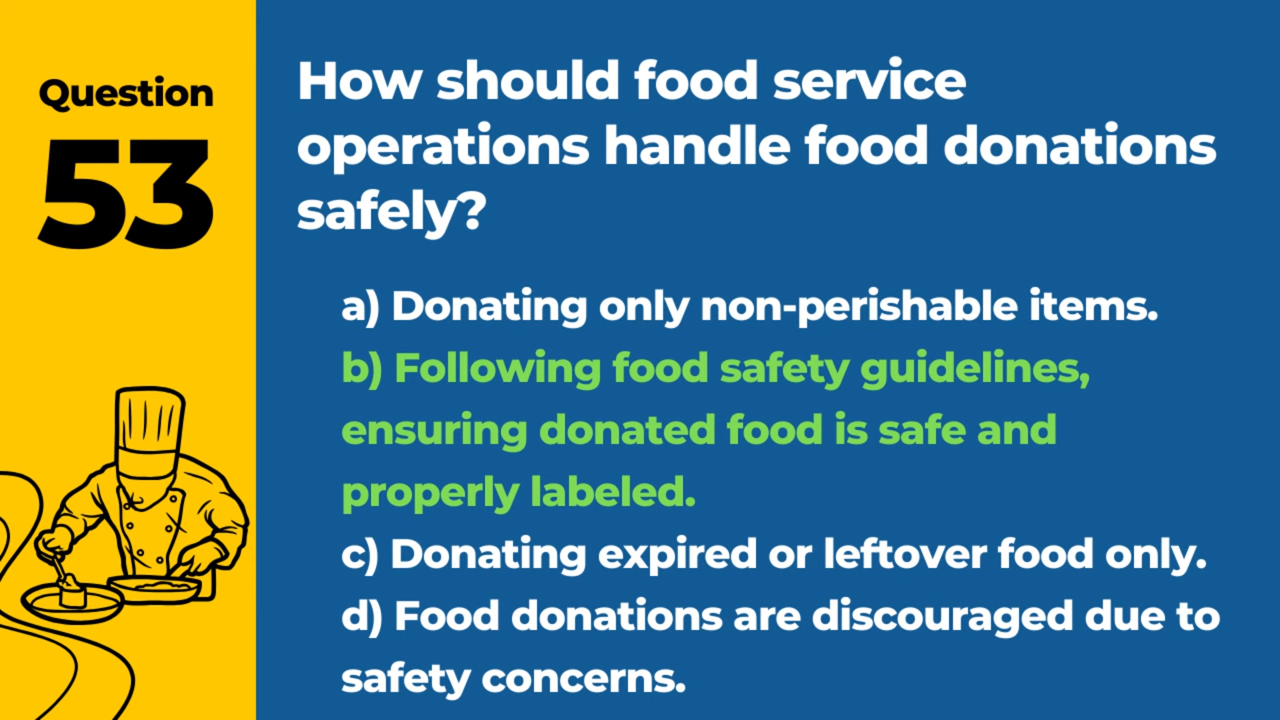 Question
53
How should food service
operations handle food donations
safely?
a) Donating only non-perishable items.
b) Following food safety guidelines,
ensuring donated food is safe and
properly labeled.
c) Donating expired or leftover food only.
d) Food donations are discouraged due to
safety concerns.